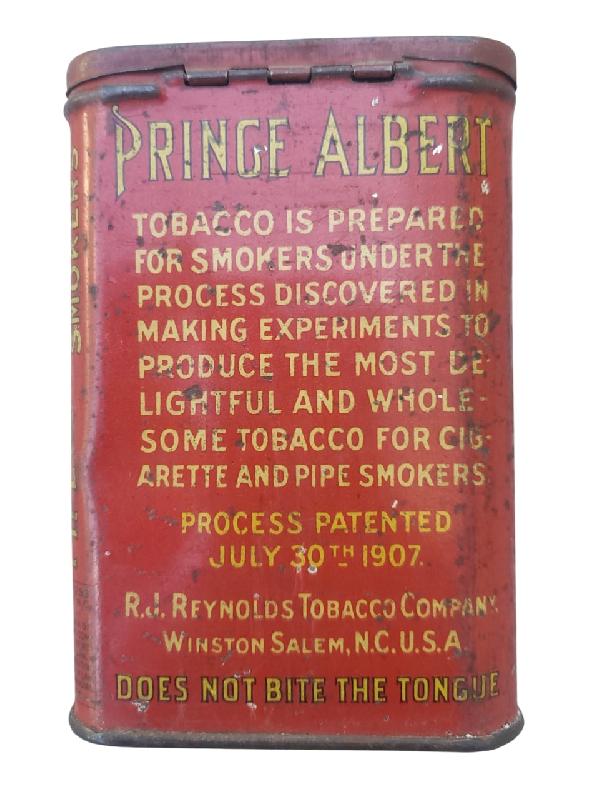 PRINCE ALBERT
TOBACCO IS PREPARED
FOR SMOKERS UNDER THE
PROCESS DISCOVERED IN
MAKING EXPERIMENTS TO
PRODUCE THE MOST DE-
LIGHTFUL AND WHOLE-
SOME TOBACCO FOR CIG-
ARETTE AND PIPE SMOKERS.
PROCESS PATENTED
JULY 30TH 1907.
R.J. REYNOLDS TOBACCO COMPANY.
WINSTON SALEM, N.C.U.S.A.
DOES NOT BITE THE TONGUE
SMOKERS